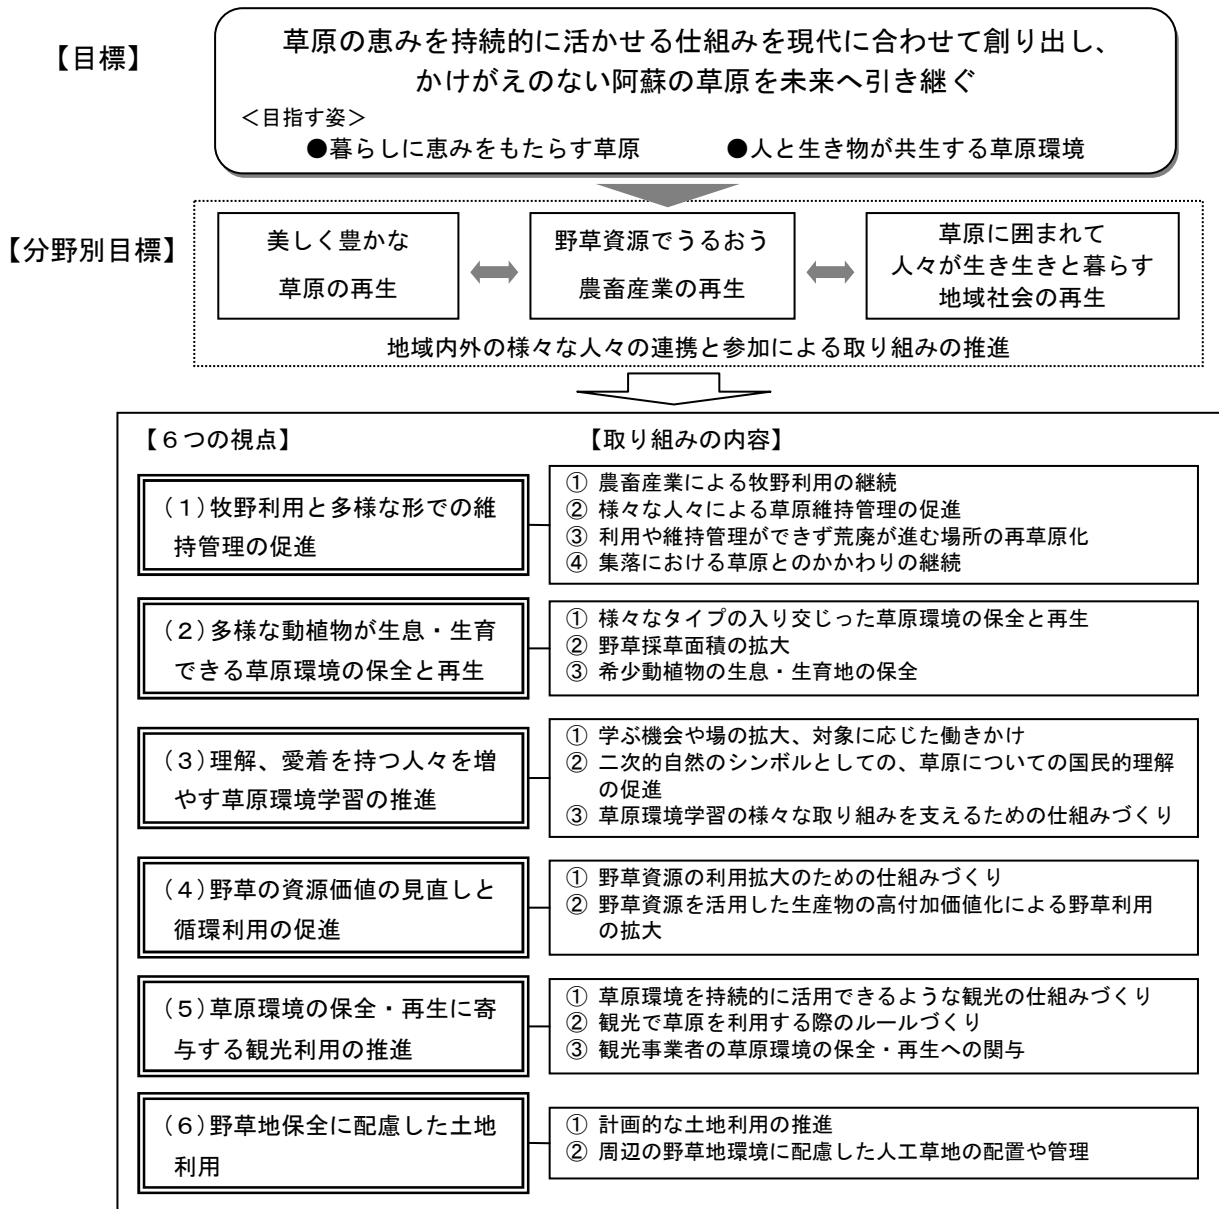 【目標】
草原の恵みを持続的に活かせる仕組みを現代に合わせて創り出し、
かけがえのない阿蘇の草原を未来へ引き継ぐ
＜目指す姿＞
●暮らしに恵みをもたらす草原 ●人と生き物が共生する草原環境
【分野別目標】
美しく豊かな
草原の再生
野草資源でうるおう
農畜産業の再生
草原に囲まれて
人々が生き生きと暮らす
地域社会の再生
地域内外の様々な人々の連携と参加による取り組みの推進
【６つの視点】
【取り組みの内容】
（１）牧野利用と多様な形での維
持管理の促進
① 農畜産業による牧野利用の継続
② 様々な人々による草原維持管理の促進
③ 利用や維持管理ができず荒廃が進む場所の再草原化
④ 集落における草原とのかかわりの継続
（２）多様な動植物が生息・生育
できる草原環境の保全と再生
① 様々なタイプの入り交じった草原環境の保全と再生
② 野草採草面積の拡大
③ 希少動植物の生息・生育地の保全
（３）理解、愛着を持つ人々を増
やす草原環境学習の推進
① 学ぶ機会や場の拡大、対象に応じた働きかけ
② 二次的自然のシンボルとしての、草原についての国民的理解
の促進
③ 草原環境学習の様々な取り組みを支えるための仕組みづくり
（４）野草の資源価値の見直しと
循環利用の促進
① 野草資源の利用拡大のための仕組みづくり
② 野草資源を活用した生産物の高付加価値化による野草利用
の拡大
（５）草原環境の保全・再生に寄
与する観光利用の推進
① 草原環境を持続的に活用できるような観光の仕組みづくり
② 観光で草原を利用する際のルールづくり
③ 観光事業者の草原環境の保全・再生への関与
（６）野草地保全に配慮した土地
利用
① 計画的な土地利用の推進
② 周辺の野草地環境に配慮した人工草地の配置や管理